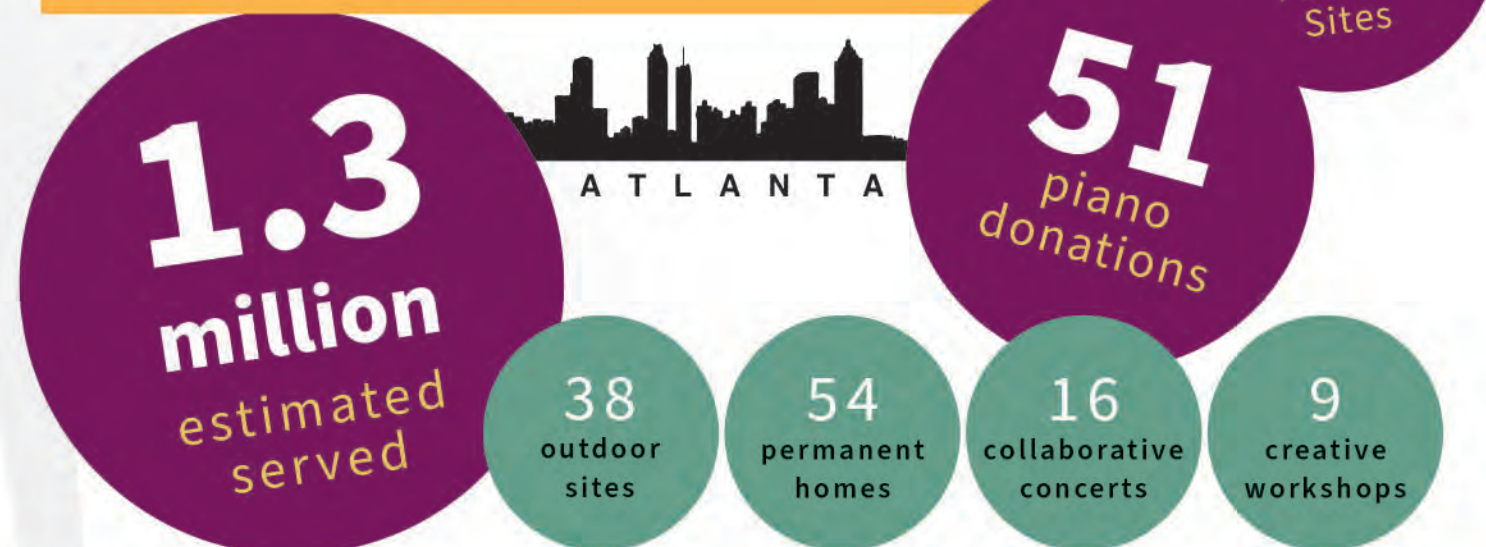 Sites
1.3
million
estimated
served
ATLANTA
51
piano
donations
38
outdoor
sites
54
permanent
homes
16
collaborative
concerts
9
creative
workshops